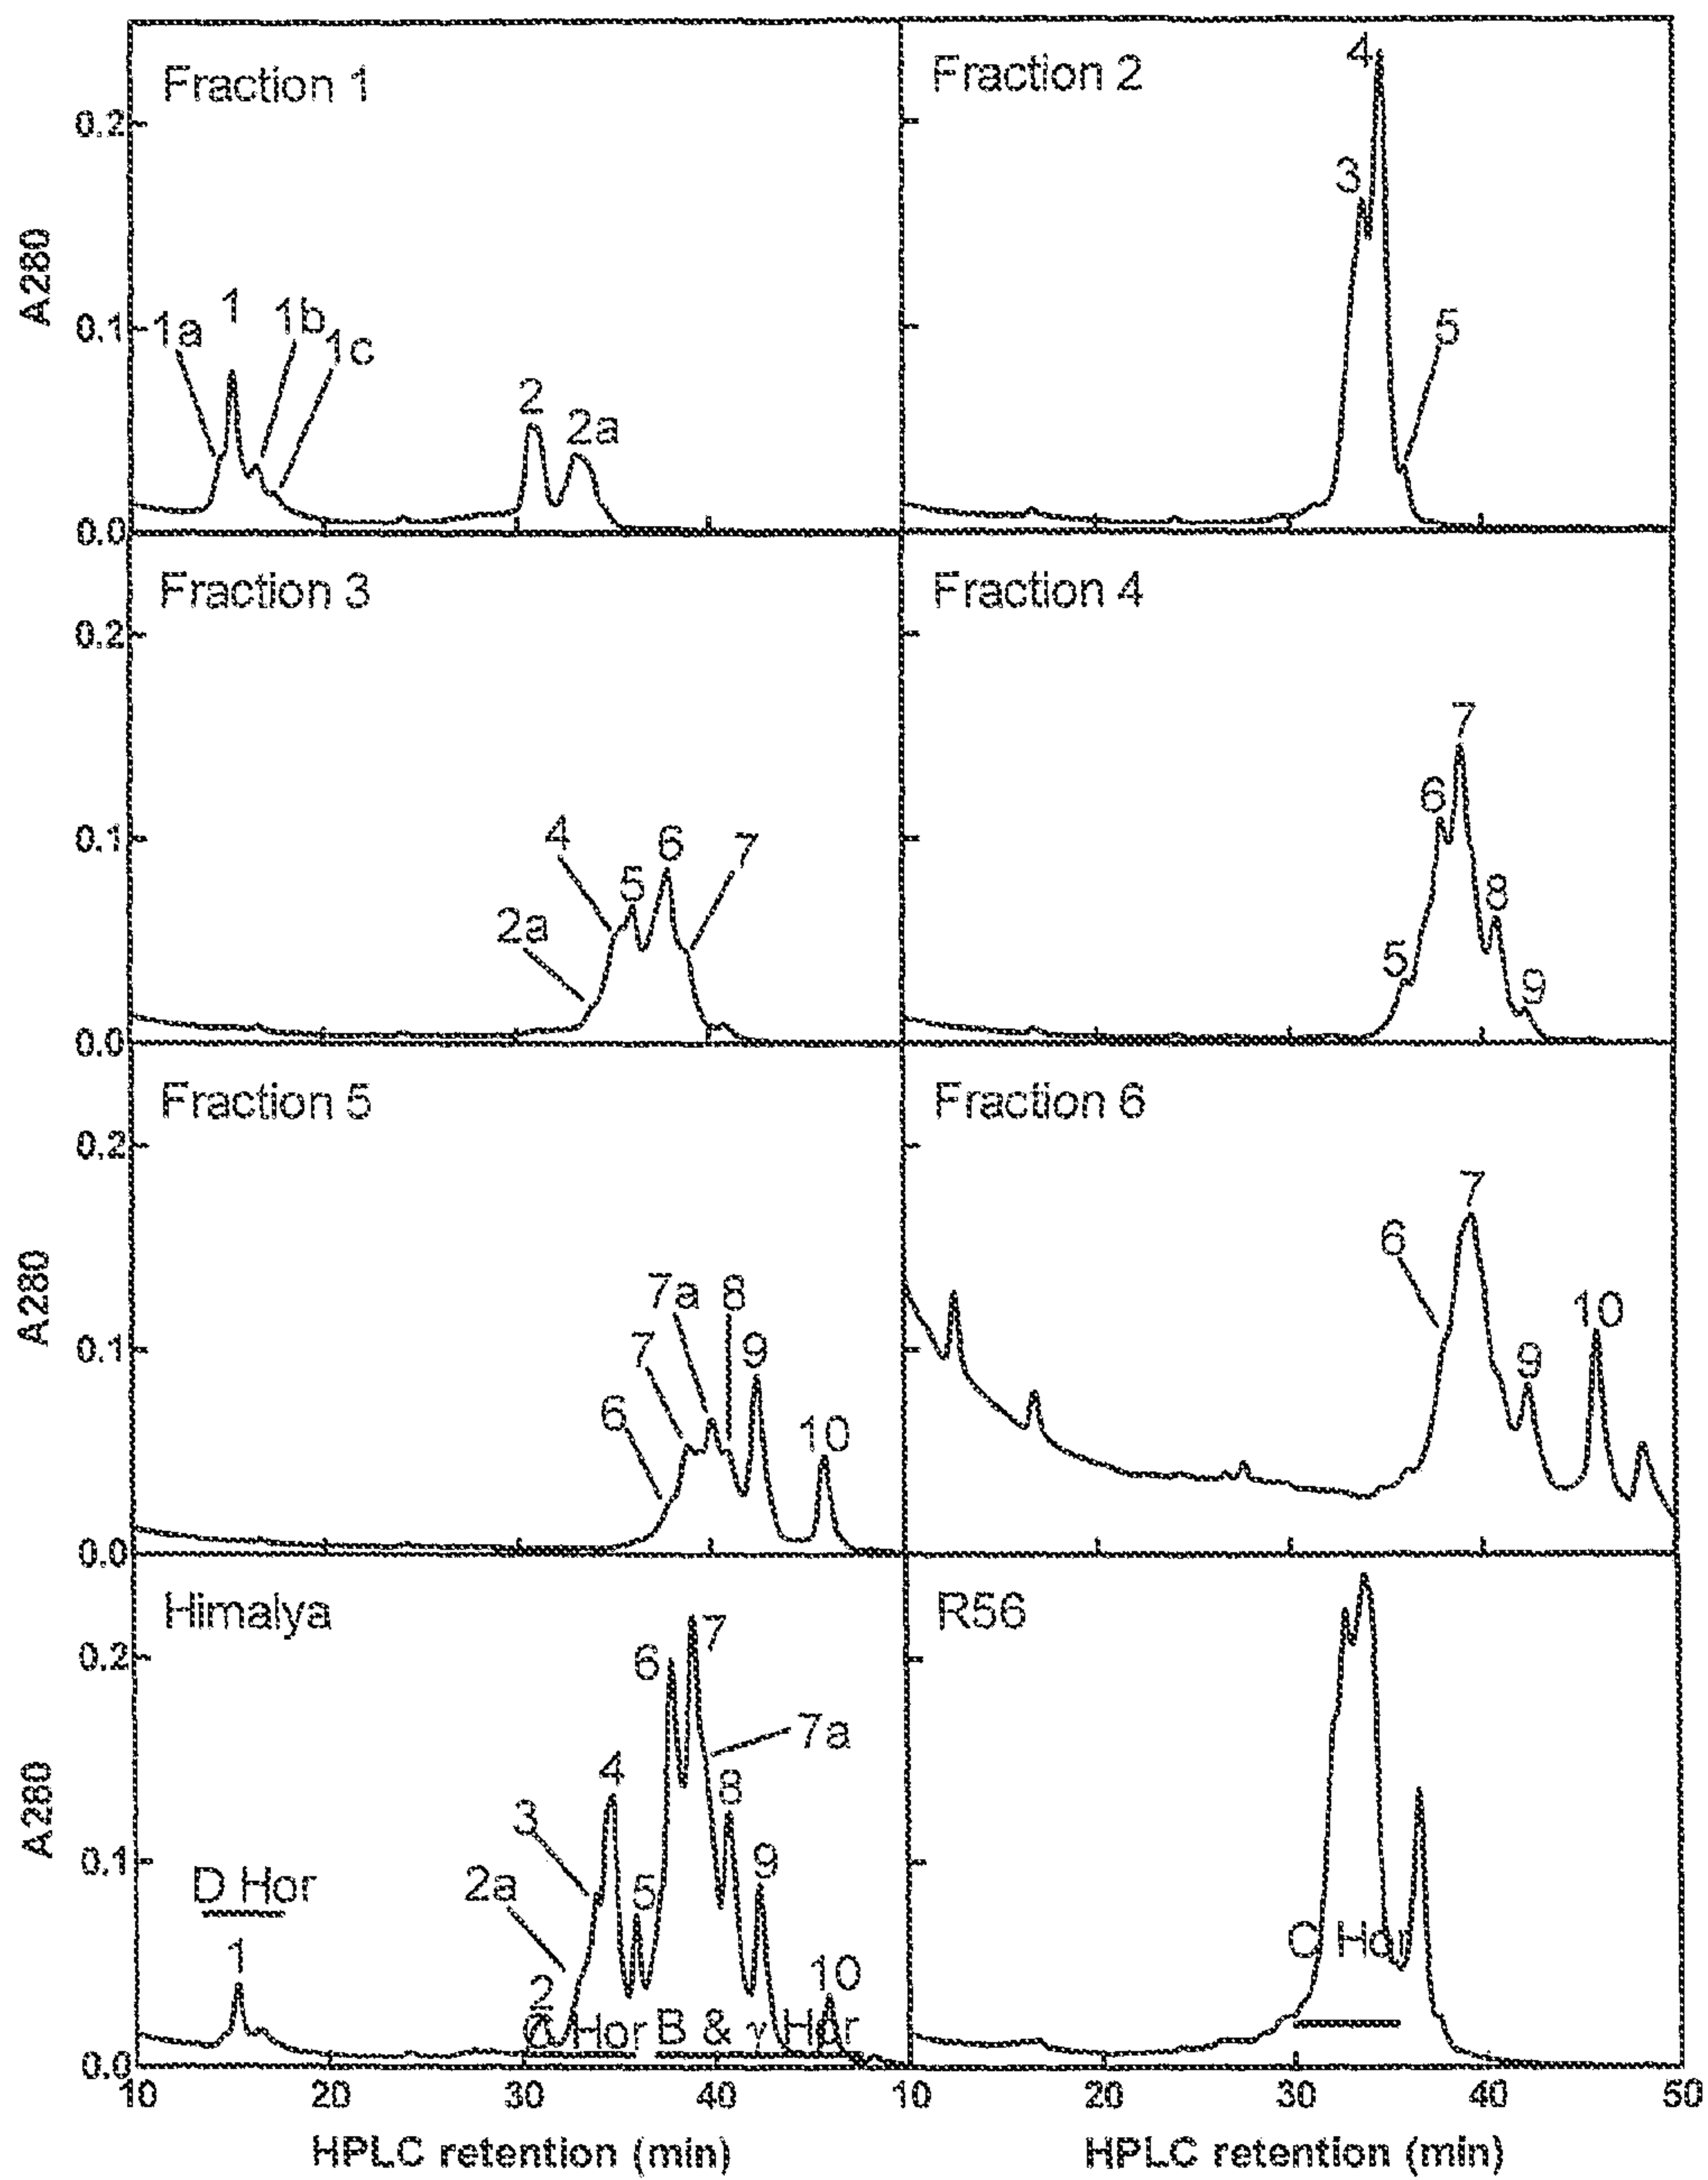 Fraction 1
Fraction 2
0.2
0.1
0.0
A280
1a
1
1b
1c
2
2a
3
4
5
Fraction 3
Fraction 4
0.2
0.1
0.0
2a
4
5
6
7
5
6
7
8
9
Fraction 5
Fraction 6
0.2
0.1
0.0
A280
6
7
7a
8
9
10
6
7
9
10
Himalya
R56
0.2
0.1
0.0
A280
D Hor
1
2
2a
3
4
5
6
7
7a
8
9
10
C Hor
B & γ Hor
C Hor
10 20 30 40 10 20 30 40 50
HPLC retention (min)
HPLC retention (min)